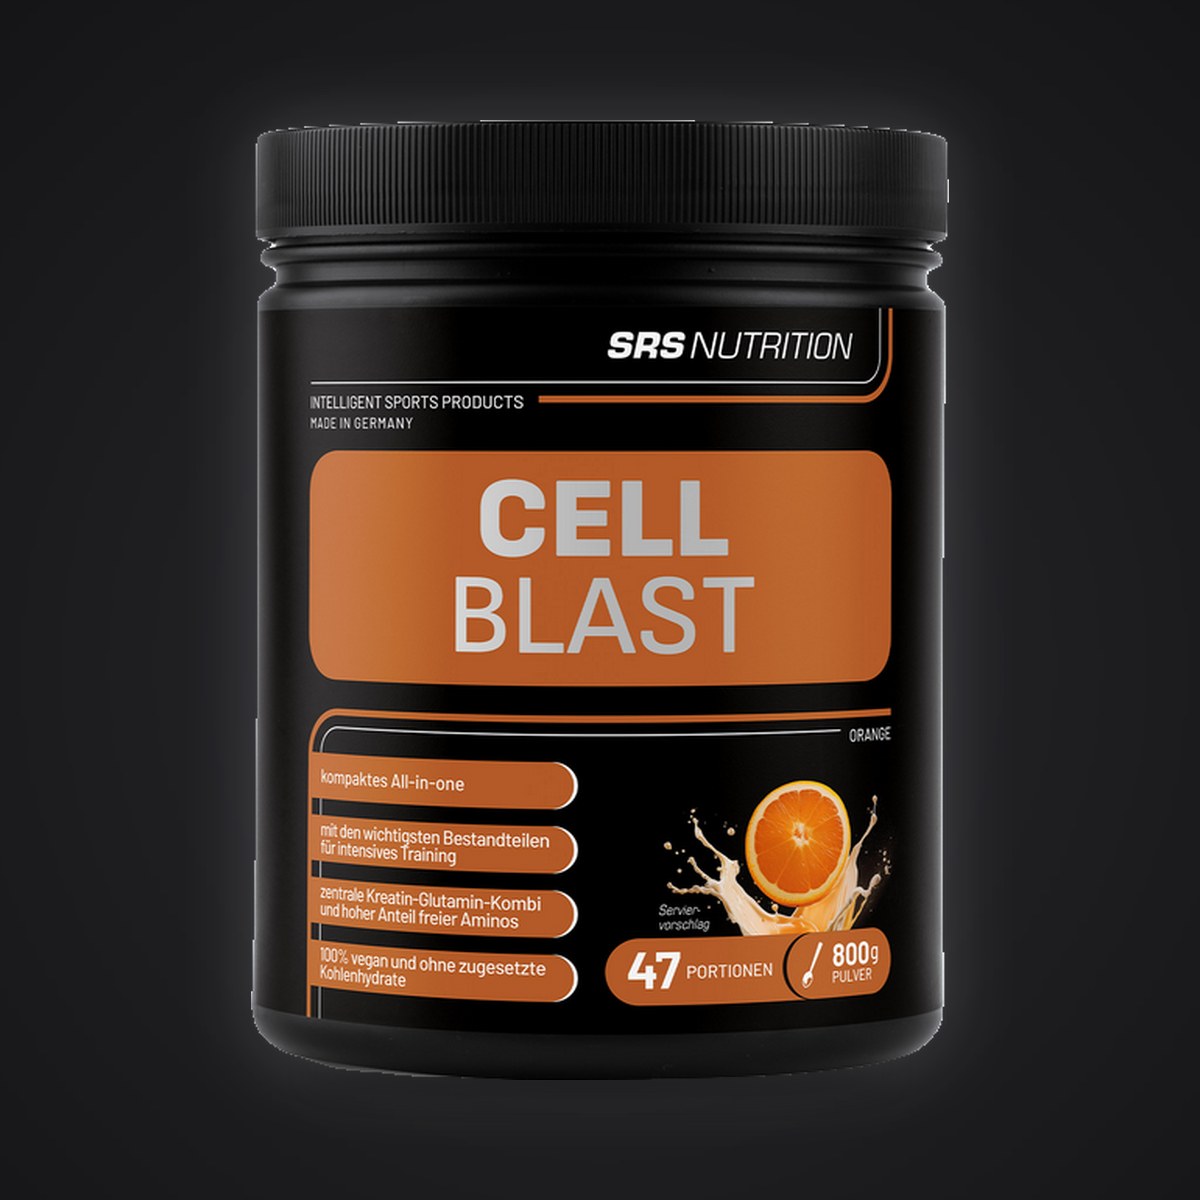 SRS NUTRITION
INTELLIGENT SPORTS PRODUCTS
MADE IN GERMANY
CELL
BLAST
ORANGE
kompaktes All-in-one
mit den wichtigsten Bestandteilen
für intensives Training
zentrale Kreatin-Glutamin-Kombi
und hoher Anteil freier Aminos
100% vegan und ohne zugesetzte
Kohlenhydrate
Servier-
vorschlag
47 PORTIONEN
800g
PULVER